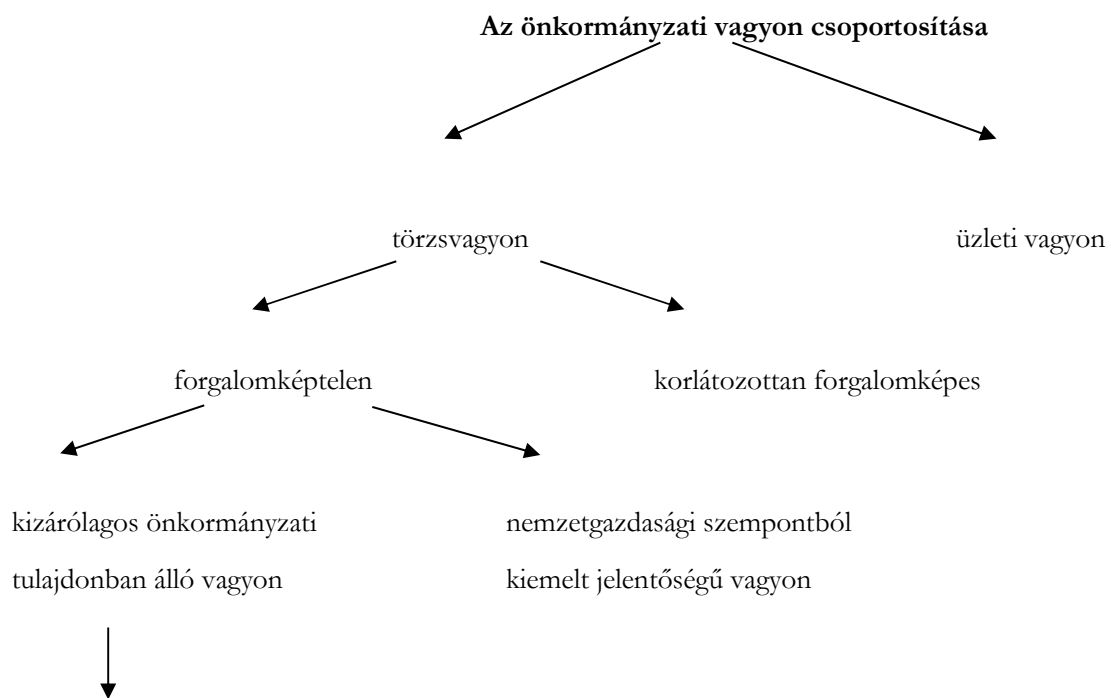 Az önkormányzati vagyon csoportosítása
törzsvagyon
üzleti vagyon
forgalomképtelen
korlátozottan forgalomképes
kizárólagos önkormányzati
tulajdonban álló vagyon
nemzetgazdasági szempontból
kiemelt jelentőségű vagyon